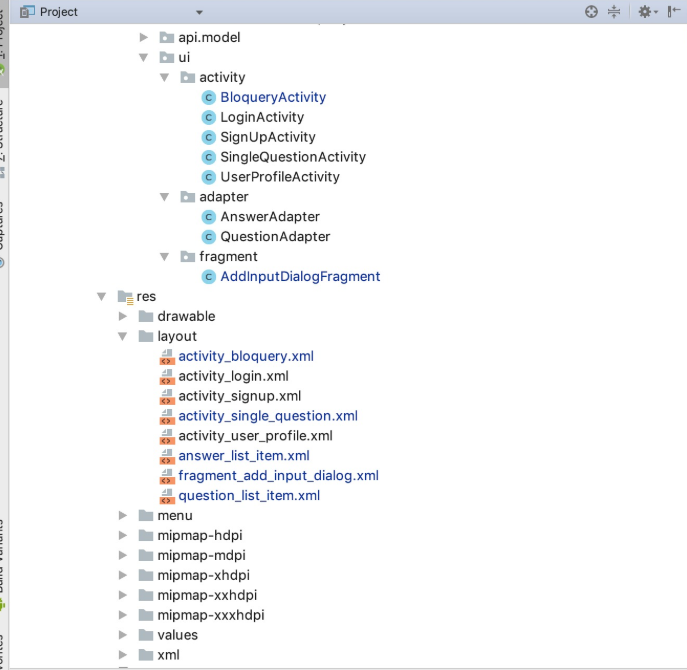 Project
api.model
ui
activity
BloqueryActivity
LoginActivity
SignUpActivity
SingleQuestionActivity
UserProfileActivity
adapter
AnswerAdapter
QuestionAdapter
fragment
AddInputDialogFragment
res
drawable
layout
activity_bloquery.xml
activity_login.xml
activity_signup.xml
activity_single_question.xml
activity_user_profile.xml
answer_list_item.xml
fragment_add_input_dialog.xml
question_list_item.xml
menu
mipmap-hdpi
mipmap-mdpi
mipmap-xhdpi
mipmap-xxhdpi
mipmap-xxxhdpi
values
xml